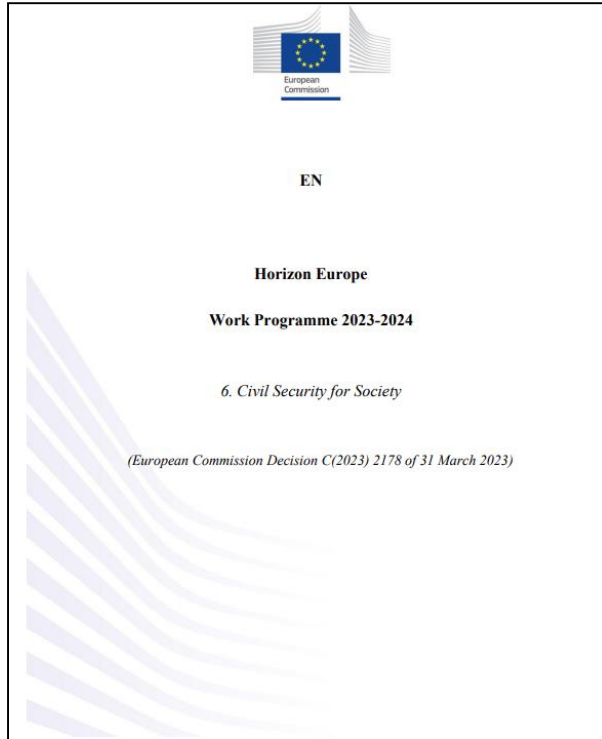 European
Commission
EN
Horizon Europe
Work Programme 2023-2024
6. Civil Security for Society
(European Commission Decision C(2023) 2178 of 31 March 2023)